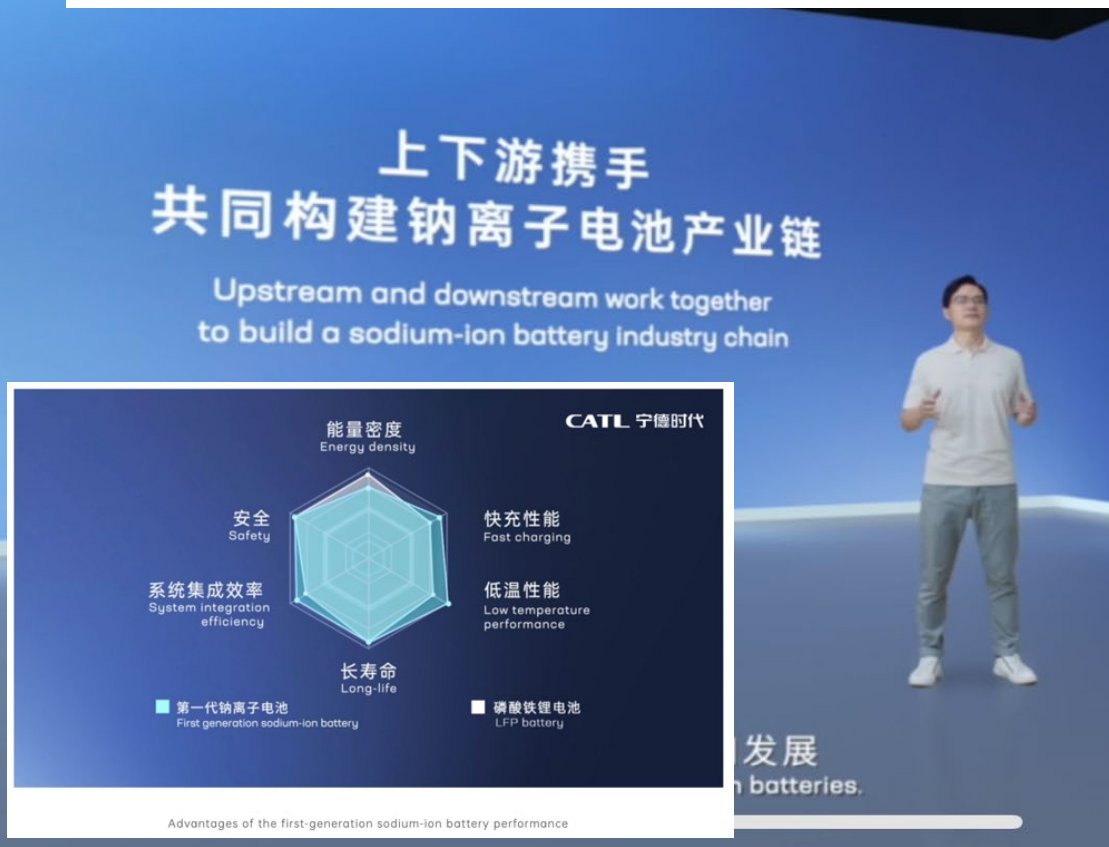 上下游携手
共同构建钠离子电池产业链
Upstream and downstream work together
to build a sodium-ion battery industry chain
CATL 宁德时代
能量密度
Energy density
安全
Safety
快充性能
Fast charging
系统集成效率
System integration
efficiency
低温性能
Low temperature
performance
长寿命
Long-life
第一代钠离子电池
First generation sodium-ion battery
磷酸铁锂电池
LFP battery
发展
batteries.
Advantages of the first-generation sodium-ion battery performance